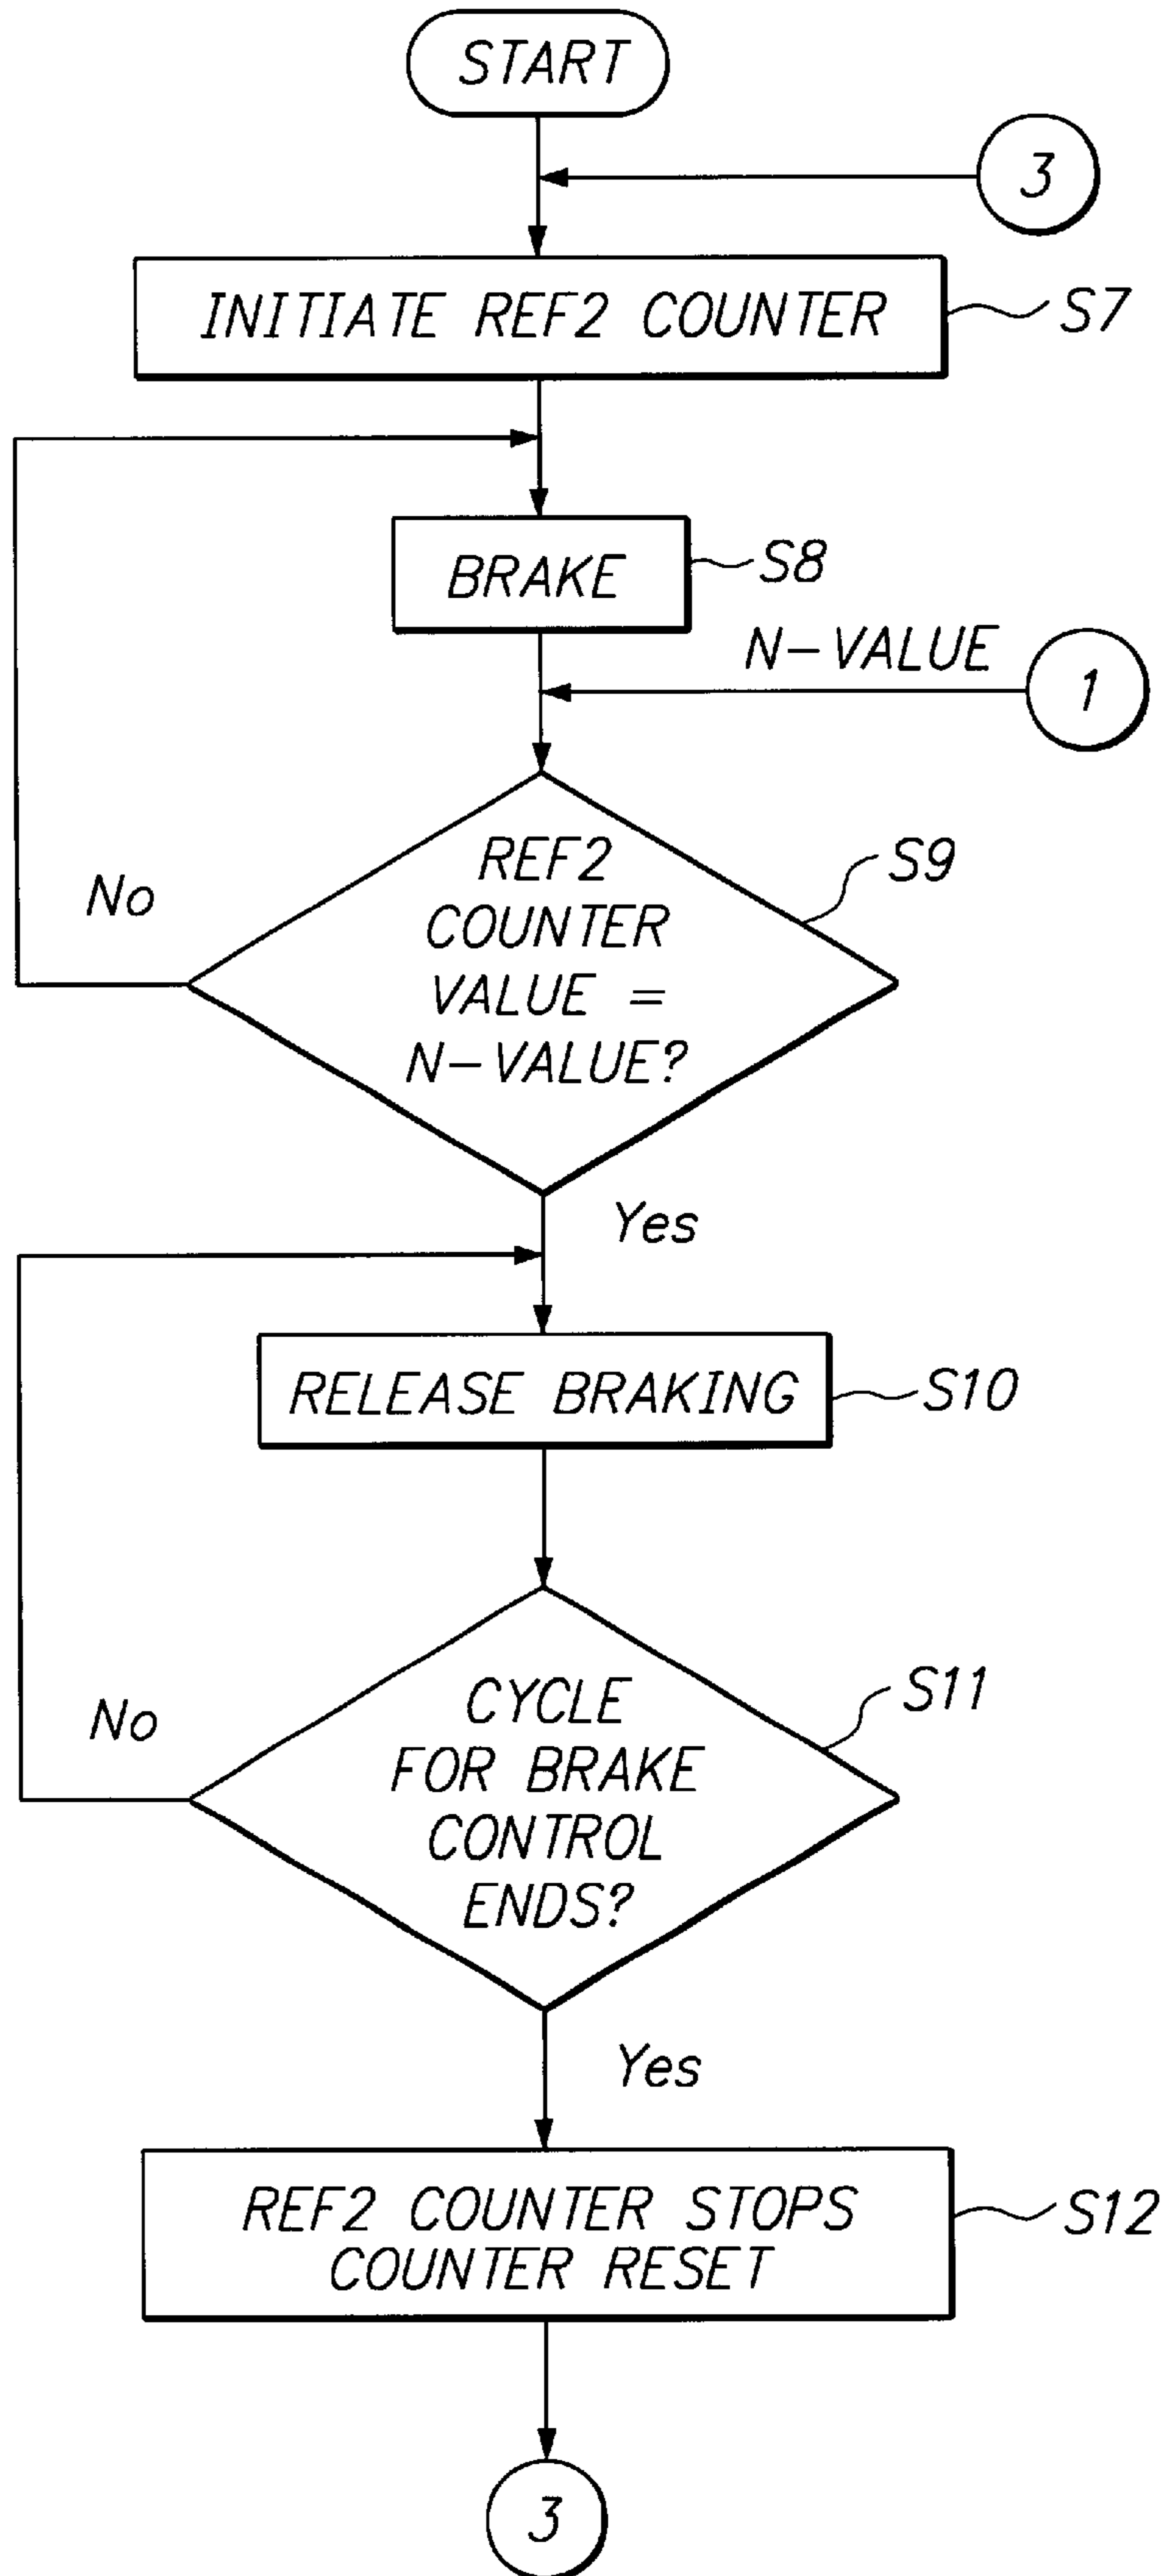 START
3
INITIATE REF2 COUNTER
S7
BRAKE
S8
N-VALUE
1
REF2
COUNTER
VALUE =
N-VALUE?
S9
No
Yes
RELEASE BRAKING
S10
CYCLE
FOR BRAKE
CONTROL
ENDS?
S11
No
Yes
REF2 COUNTER STOPS
COUNTER RESET
S12
3